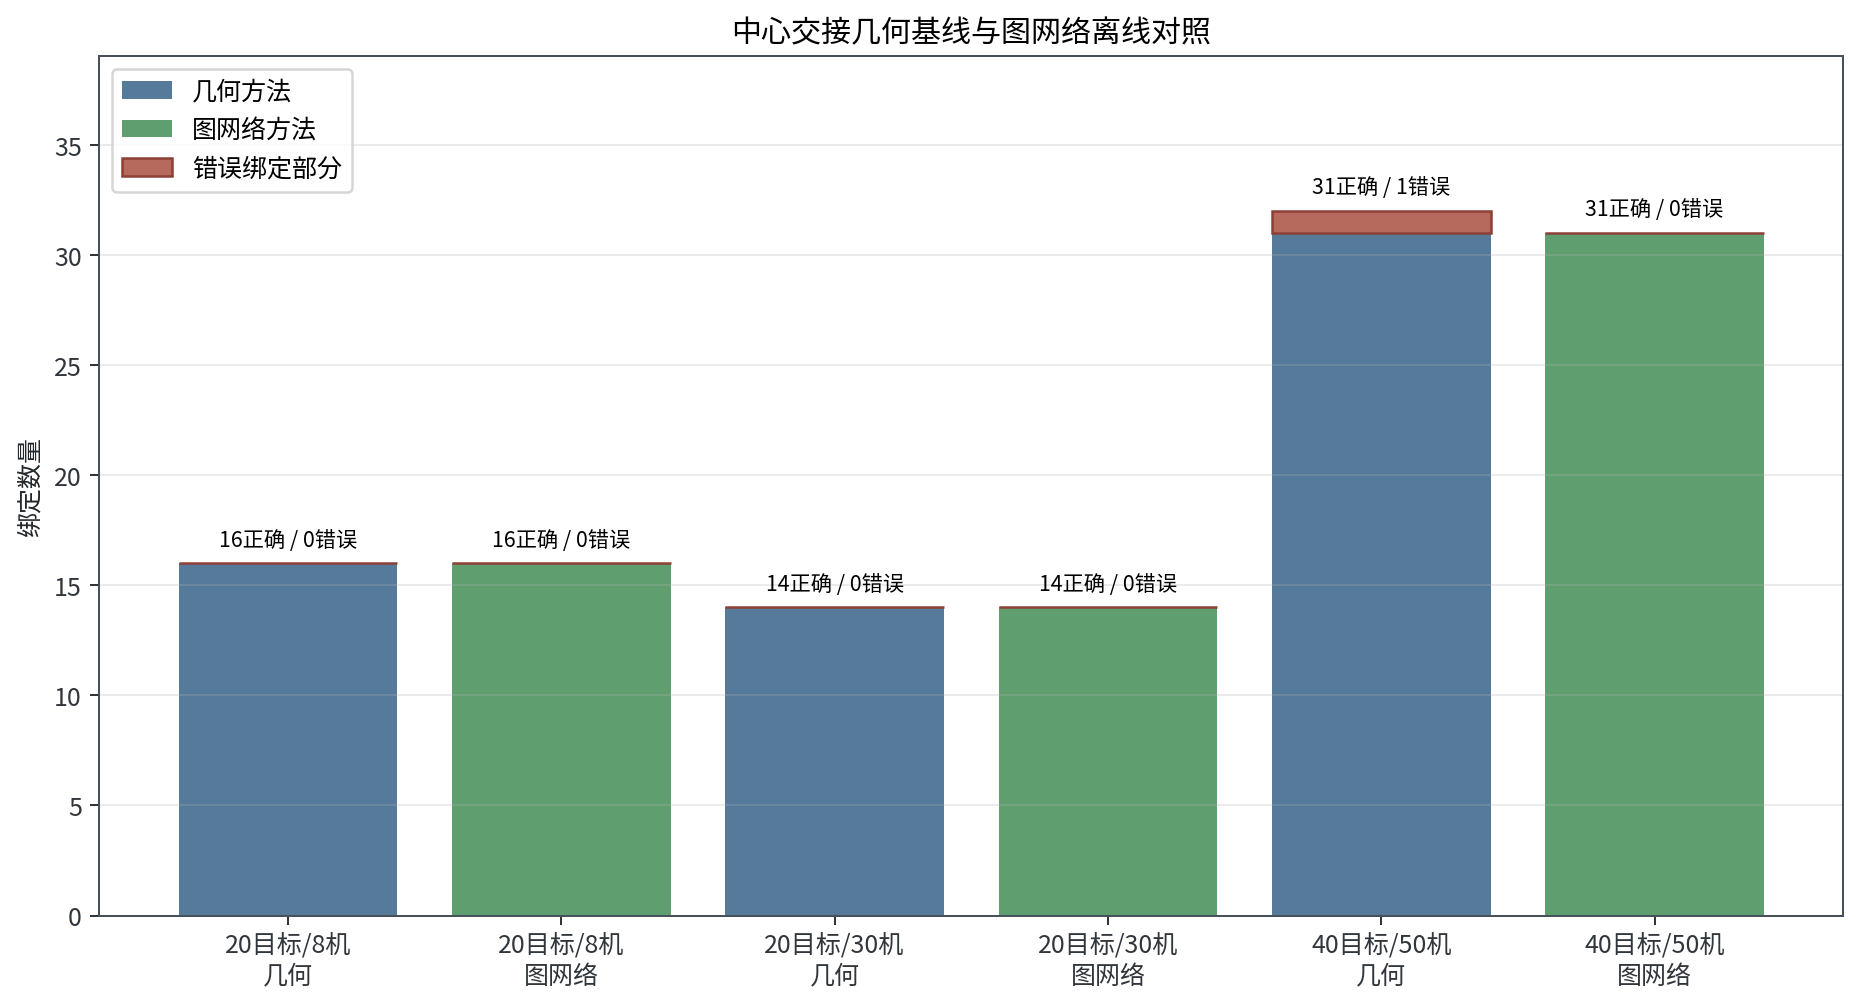 中心交接几何基线与图网络离线对照
几何方法
图网络方法
错误绑定部分
绑定数量
35
30
25
20
15
10
5
0
16正确 / 0错误
16正确 / 0错误
14正确 / 0错误
14正确 / 0错误
31正确 / 1错误
31正确 / 0错误
20目标/8机
几何
20目标/8机
图网络
20目标/30机
几何
20目标/30机
图网络
40目标/50机
几何
40目标/50机
图网络